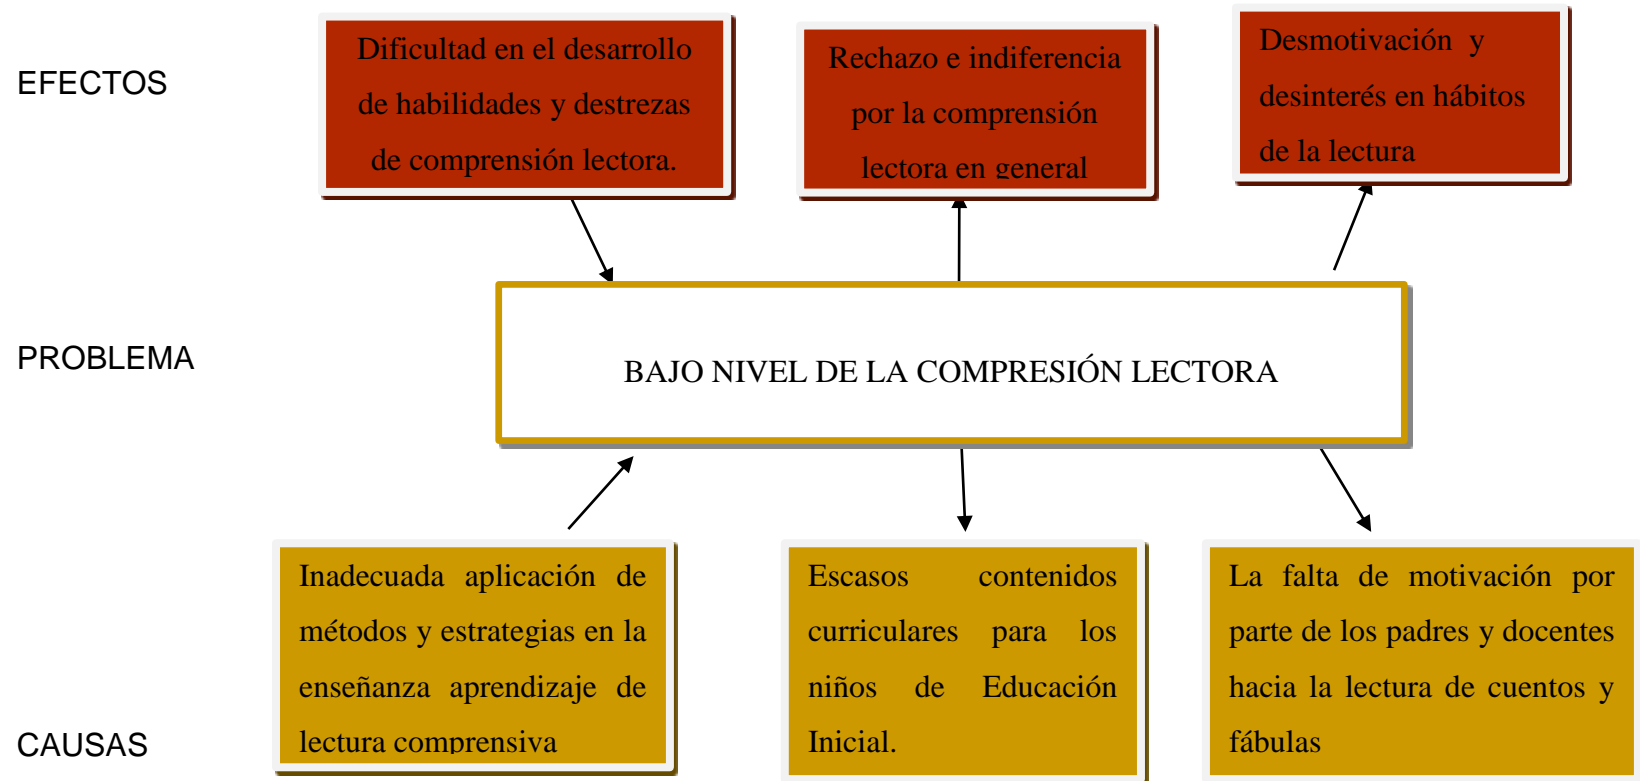 EFECTOS
Dificultad en el desarrollo
de habilidades y destrezas
de comprensión lectora.
Rechazo e indiferencia
por la comprensión
lectora en general
Desmotivación y
desinterés en hábitos
de la lectura
PROBLEMA
BAJO NIVEL DE LA COMPRESIÓN LECTORA
CAUSAS
Inadecuada aplicación de
métodos y estrategias en la
enseñanza aprendizaje de
lectura comprensiva
Escasos contenidos
curriculares para los
niños de Educación
Inicial.
La falta de motivación por
parte de los padres y docentes
hacia la lectura de cuentos y
fábulas